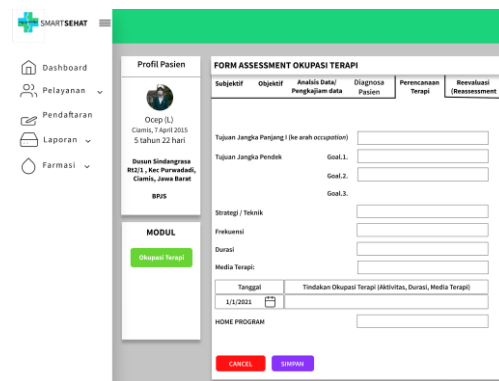 SMARTSEHAT
Dashboard
Pelayanan
Pendaftaran
Laporan
Farmasi
Profil Pasien
Ocep (L)
Ciamis, 7 April 2015
5 tahun 22 hari
Dusun Sindangrasa
Rt2/1 , Kec Purwadadi,
Ciamis, Jawa Barat
BPJS
MODUL
Okupasi Terapi
FORM ASSESSMENT OKUPASI TERAPI
Subjektif
Objektif
Analsis Data/
Pengkajiam data
Diagnosa
Pasien
Perencanaan
Terapi
Reevaluasi
(Reassessment
Tujuan Jangka Panjang I (ke arah occupation)
Tujuan Jangka Pendek Goal.1.
Goal.2.
Goal.3.
Strategi / Teknik
Frekuensi
Durasi
Media Terapi:
Tanggal Tindakan Okupasi Terapi (Aktivitas, Durasi, Media Terapi)
1/1/2021
HOME PROGRAM
CANCEL SIMPAN